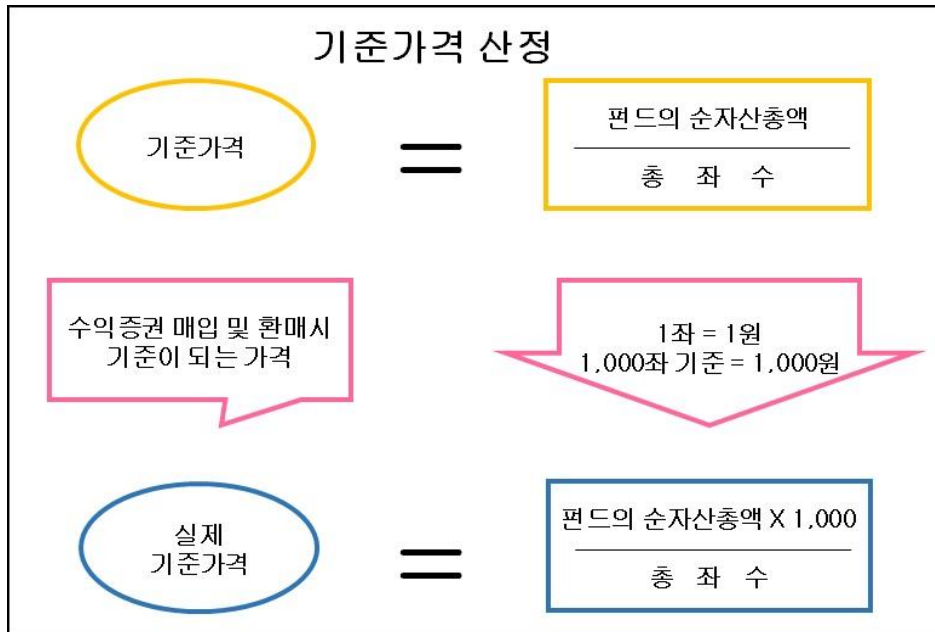 기준가격 산정
기준가격
=
펀드의 순자산총액
총 좌 수
수익증권 매입 및 환매시
기준이 되는 가격
1좌 = 1원
1,000좌 기준 = 1,000원
실제
기준가격
=
펀드의 순자산총액 X 1,000
총 좌 수